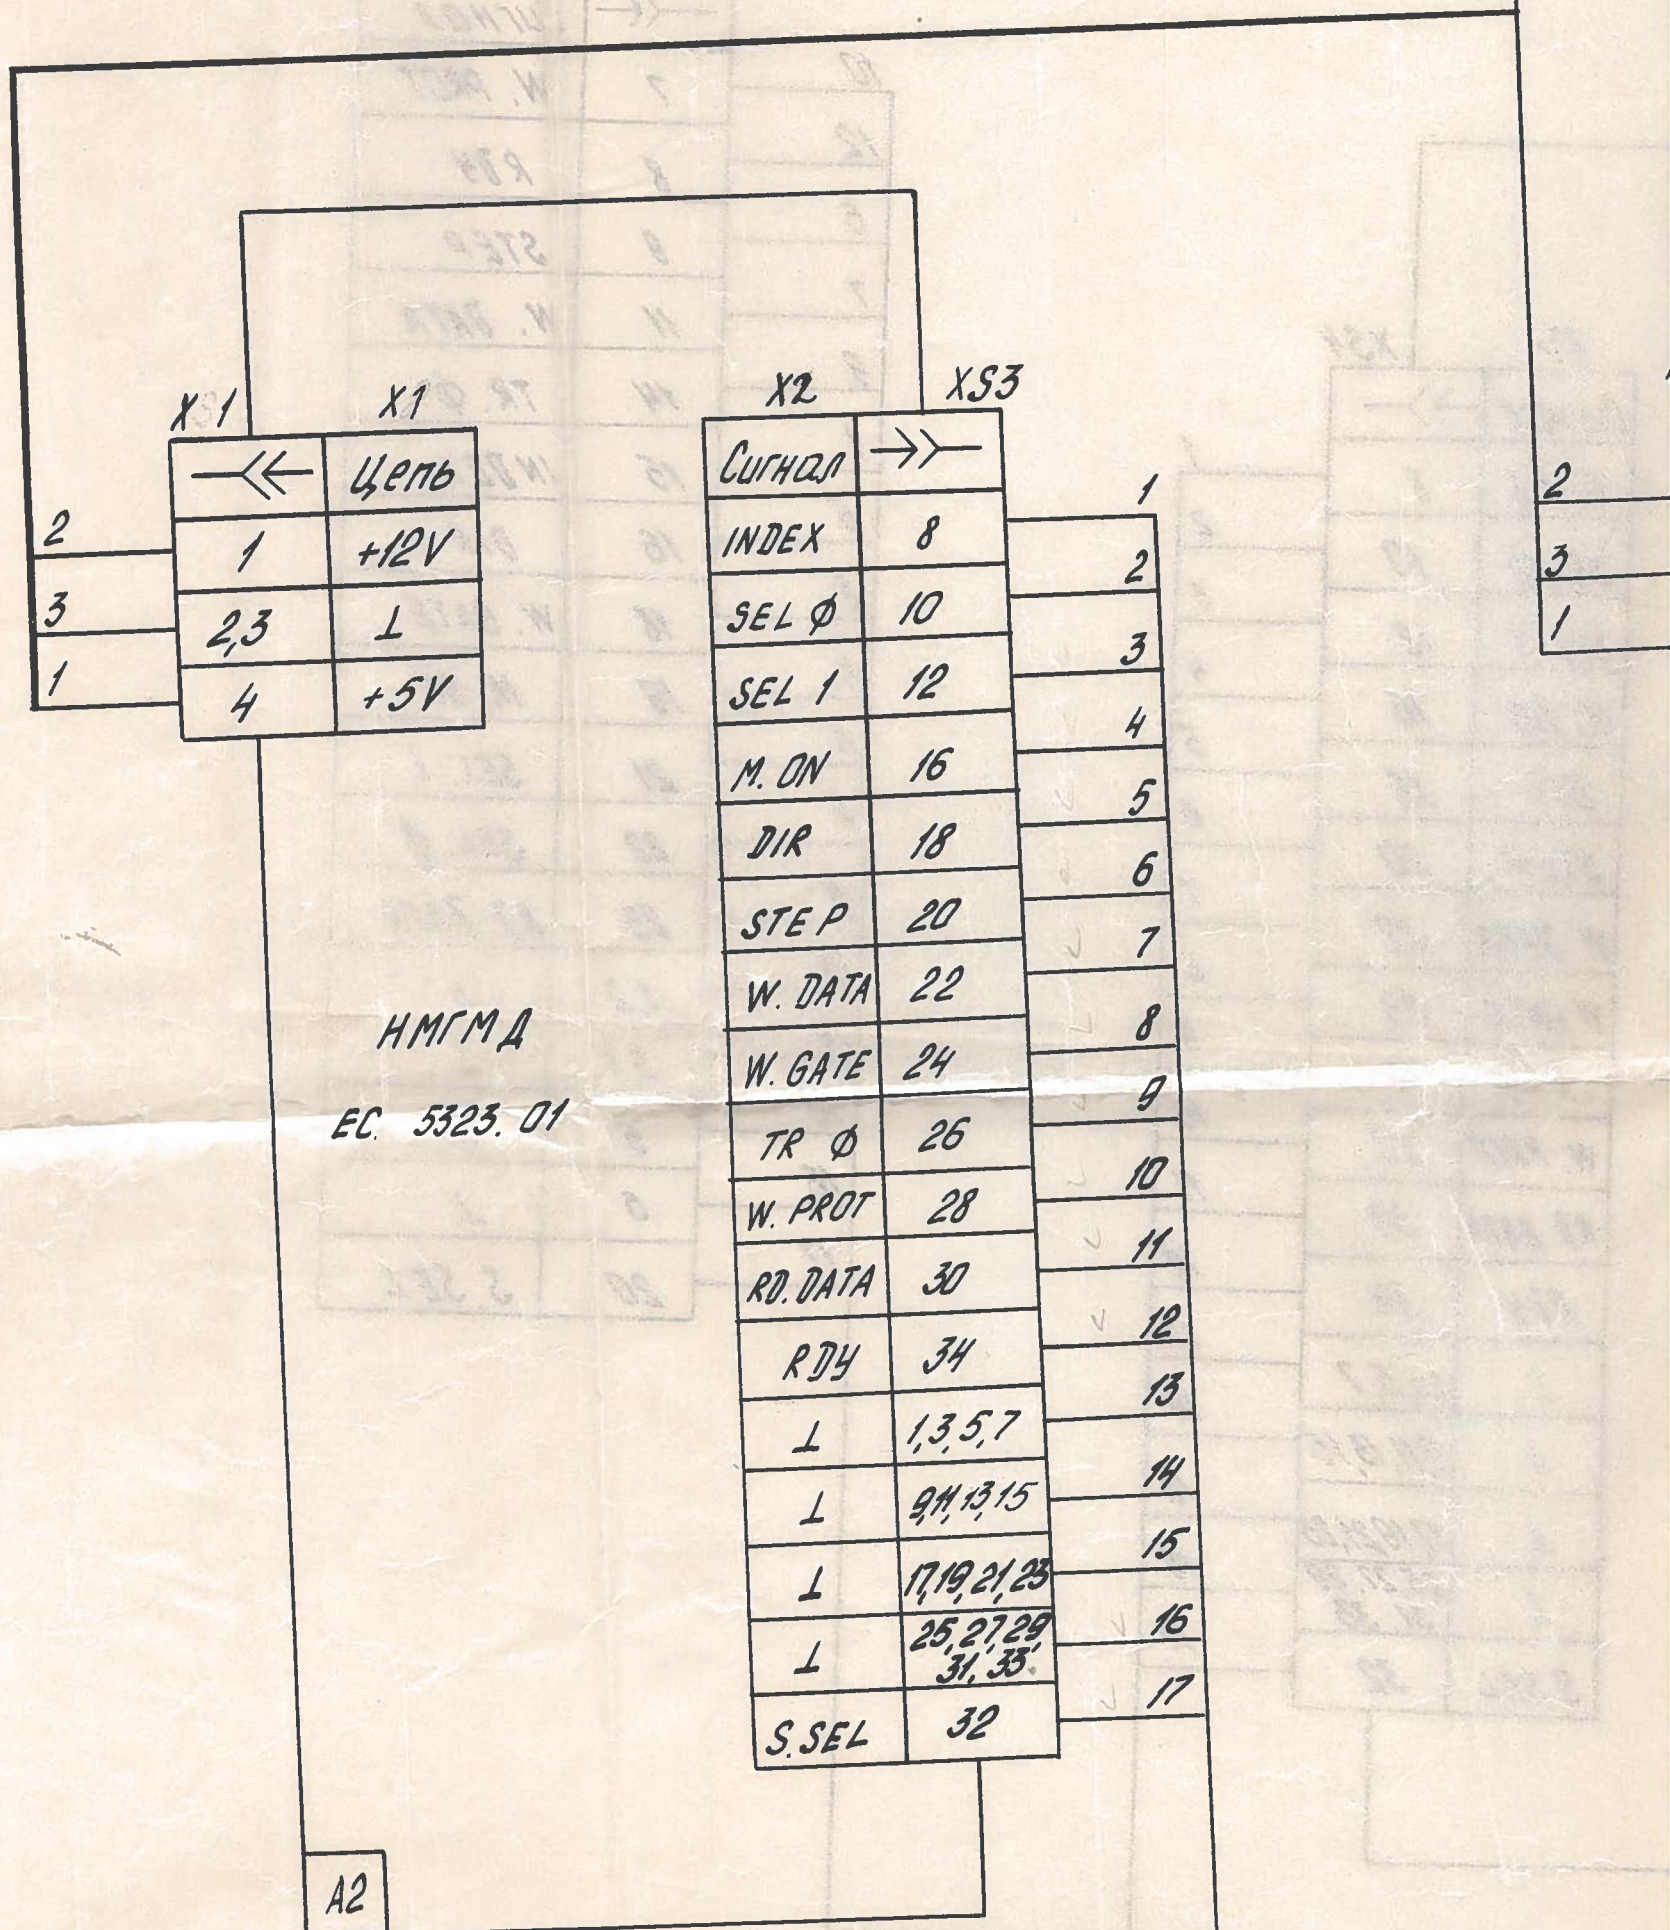 X1 X1
Цепь
2 1 +12V
3 2,3 ⊥
1 4 +5V
НМГМД
ЕС. 5323.01
A2
X2 XS3
Сигнал
INDEX 8 1
SEL Ø 10 2
SEL 1 12 3
M. ON 16 4
DIR 18 5
STEP 20 6
W. DATA 22 7
W. GATE 24 8
TR Ø 26 9
W. PROT 28 10
RD. DATA 30 11
RDY 34 12
⊥ 1,3,5,7 13
⊥ 9,11,13,15 14
⊥ 17,19,21,23 15
⊥ 25,27,29, 16
31,33
S.SEL 32 17
2
3
1